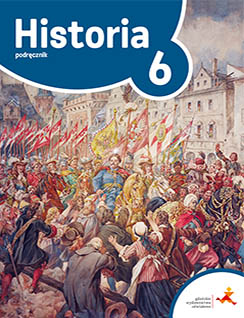 Historia
podręcznik
6
gdańskie
wydawnictwo
oświatowe